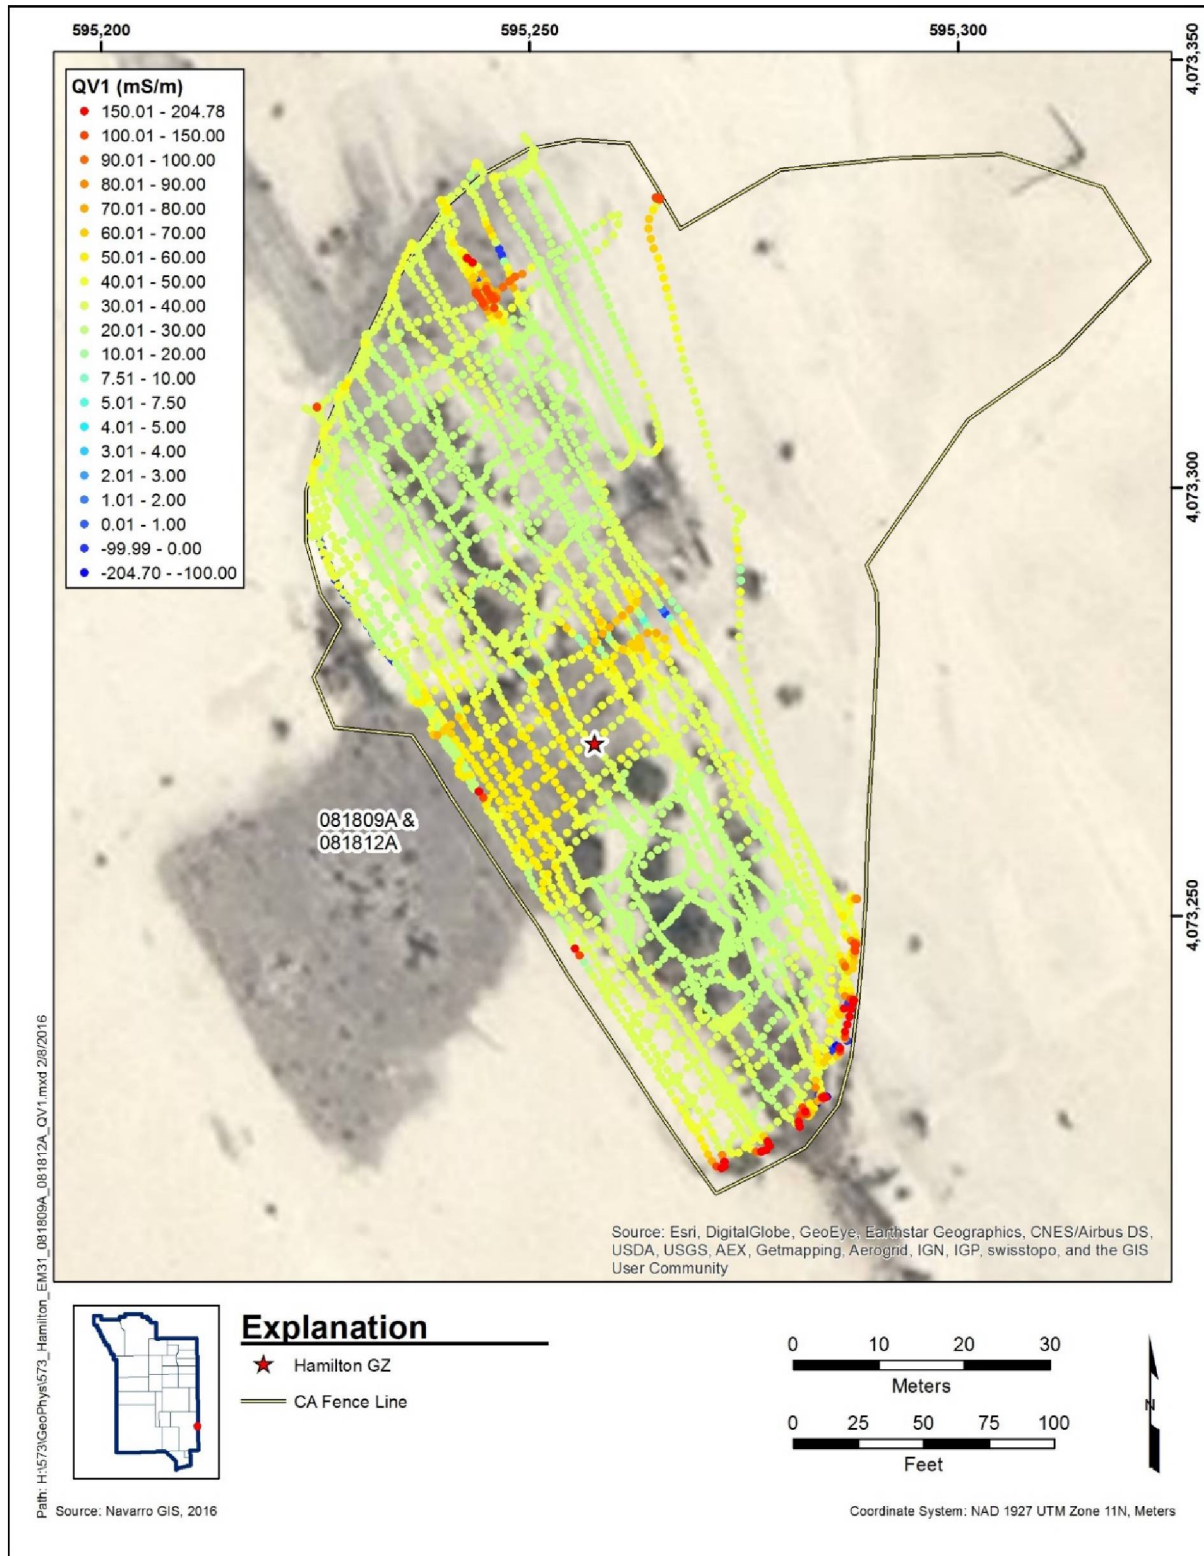 595,200
595,250
595,300
4,073,350
4,073,300
4,073,250
QV1 (mS/m)
150.01 - 204.78
100.01 - 150.00
90.01 - 100.00
80.01 - 90.00
70.01 - 80.00
60.01 - 70.00
50.01 - 60.00
40.01 - 50.00
30.01 - 40.00
20.01 - 30.00
10.01 - 20.00
7.51 - 10.00
5.01 - 7.50
4.01 - 5.00
3.01 - 4.00
2.01 - 3.00
1.01 - 2.00
0.01 - 1.00
-99.99 - 0.00
-204.70 - -100.00
081809A &
081812A
Source: Esri, DigitalGlobe, GeoEye, Earthstar Geographics, CNES/Airbus DS,
USDA, USGS, AEX, Getmapping, Aerogrid, IGN, IGP, swisstopo, and the GIS
User Community
Path: H:\573\GeoPhys\573_Hamilton_EM31_081809A_081812A_QV1.mxd 2/8/2016
Explanation
Hamilton GZ
CA Fence Line
0 10 20 30
Meters
0 25 50 75 100
Feet
N
Source: Navarro GIS, 2016
Coordinate System: NAD 1927 UTM Zone 11N, Meters